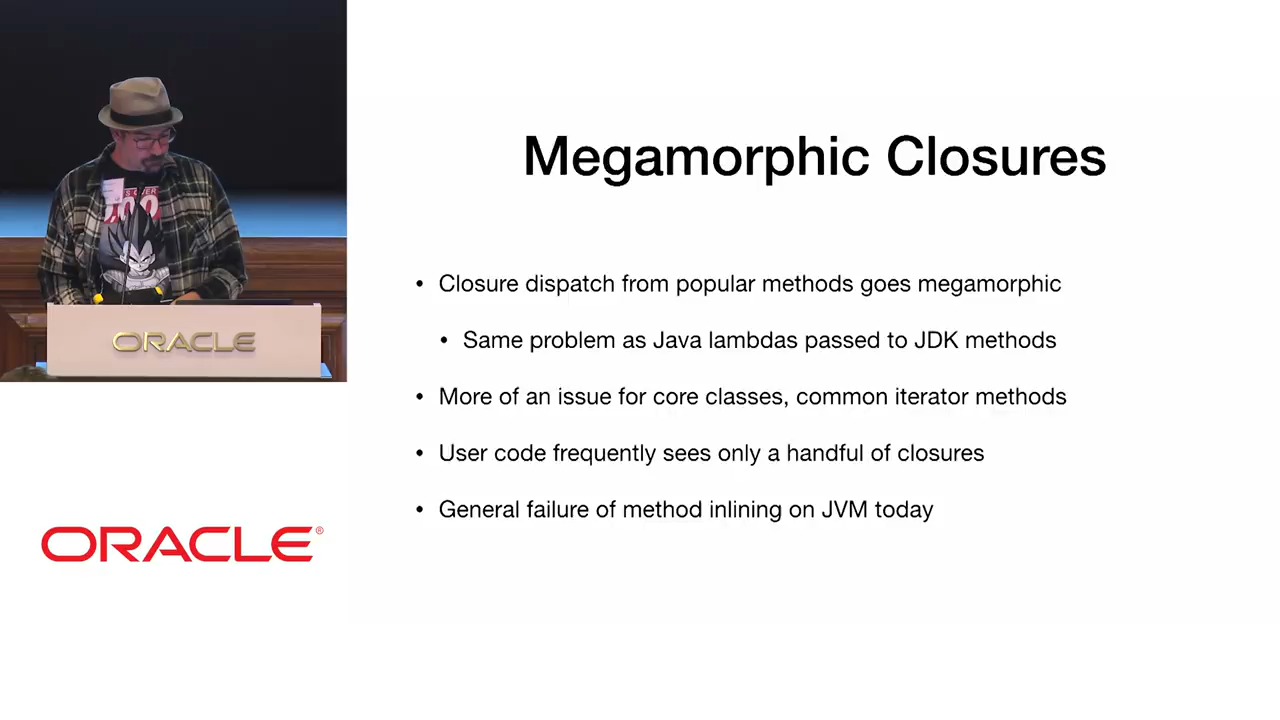 Megamorphic Closures
• Closure dispatch from popular methods goes megamorphic
• Same problem as Java lambdas passed to JDK methods
• More of an issue for core classes, common iterator methods
• User code frequently sees only a handful of closures
• General failure of method inlining on JVM today
ORACLE
ORACLE®